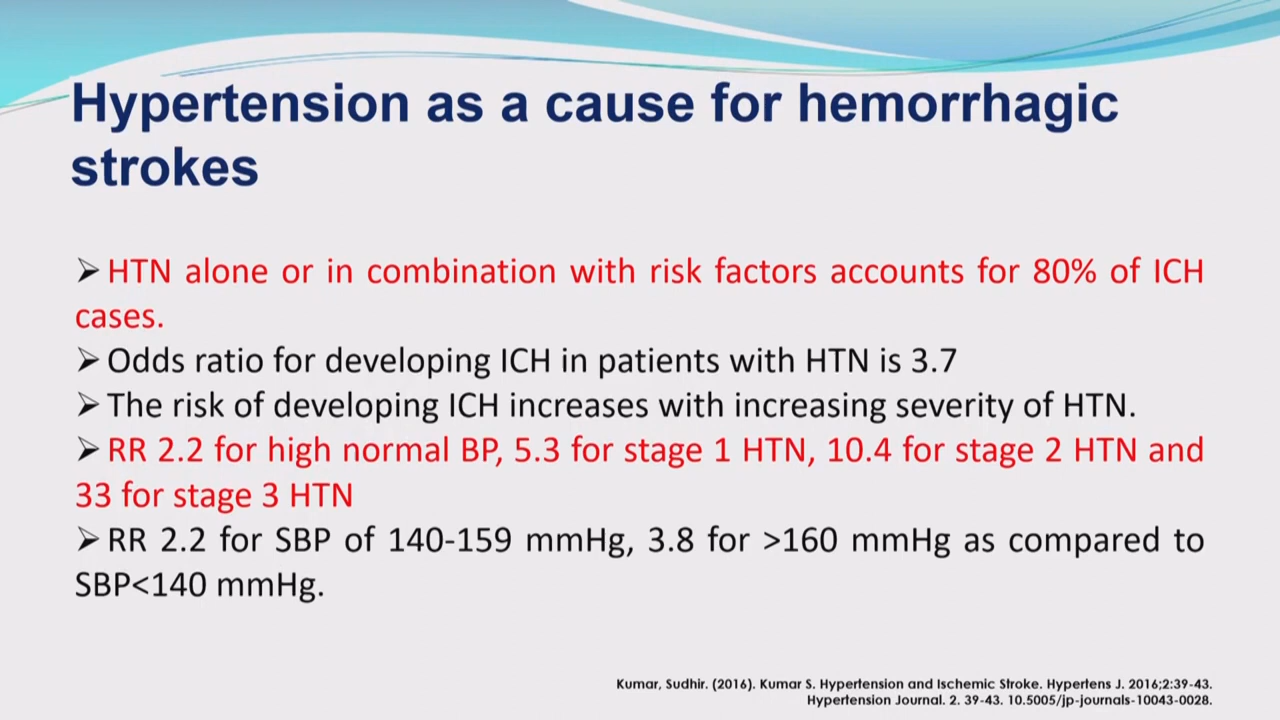 Hypertension as a cause for hemorrhagic
strokes
➢ HTN alone or in combination with risk factors accounts for 80% of ICH
cases.
➢ Odds ratio for developing ICH in patients with HTN is 3.7
➢ The risk of developing ICH increases with increasing severity of HTN.
➢ RR 2.2 for high normal BP, 5.3 for stage 1 HTN, 10.4 for stage 2 HTN and
33 for stage 3 HTN
➢ RR 2.2 for SBP of 140-159 mmHg, 3.8 for >160 mmHg as compared to
SBP<140 mmHg.
Kumar, Sudhir. (2016). Kumar S. Hypertension and Ischemic Stroke. Hypertens J. 2016;2:39-43.
Hypertension Journal. 2. 39-43. 10.5005/jp-journals-10043-0028.